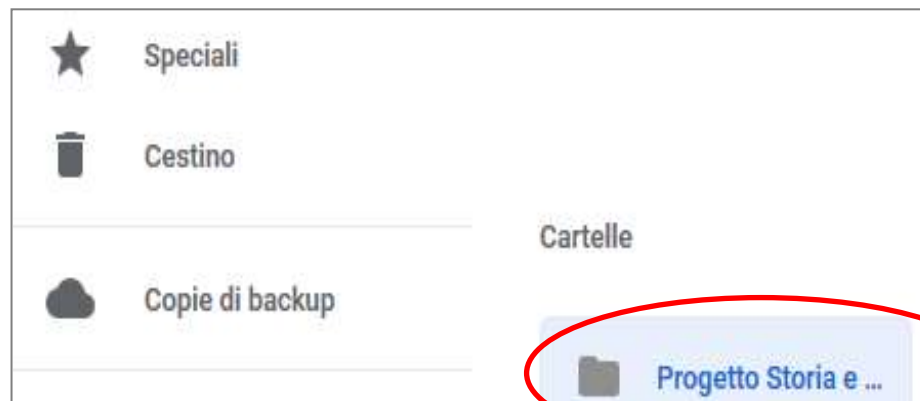 Speciali
Cestino
Copie di backup
Cartelle
Progetto Storia e ...